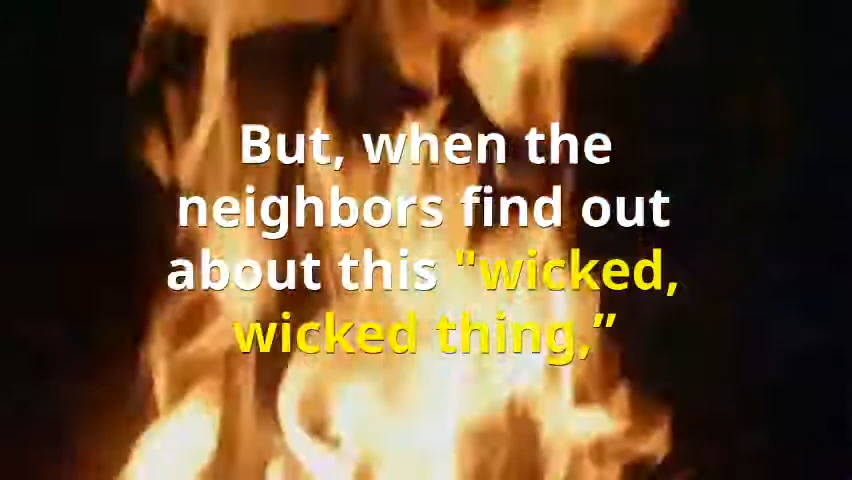 But, when the
neighbors find out
about this "wicked,
wicked thing,”